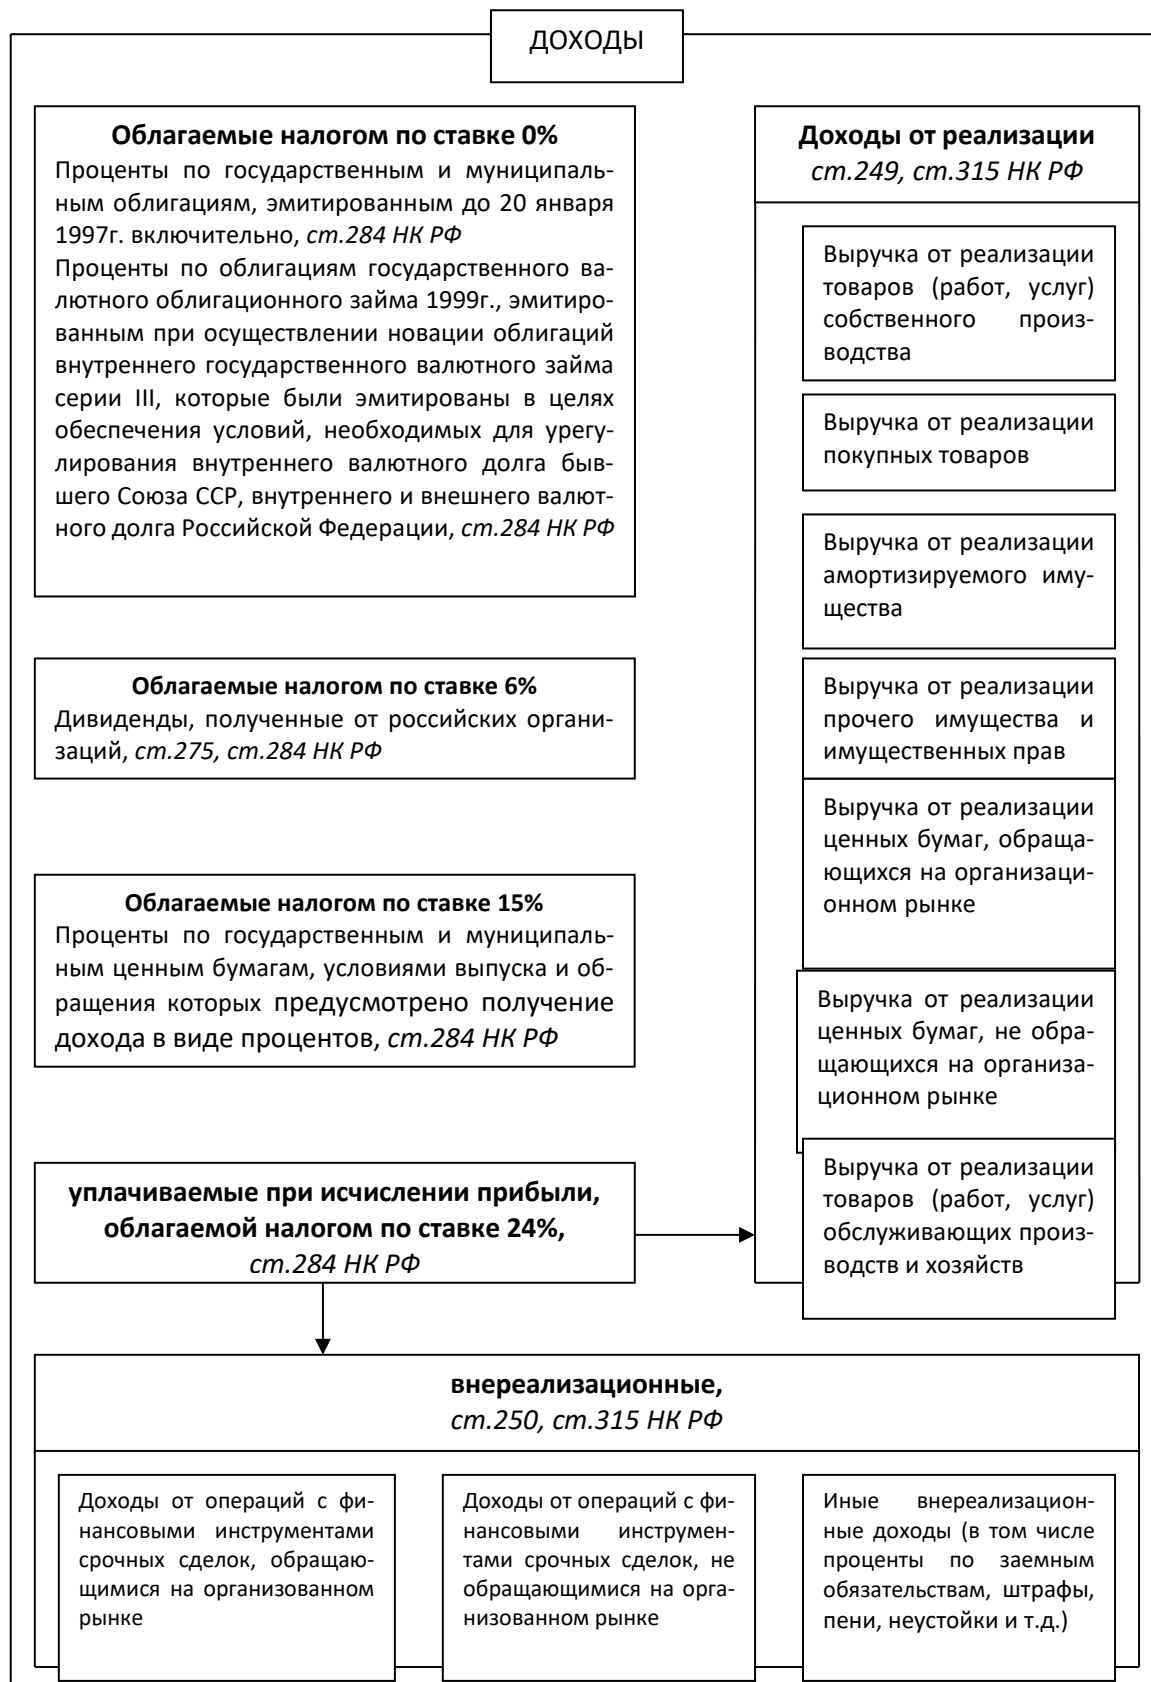 ДОХОДЫ
Облагаемые налогом по ставке 0%
Проценты по государственным и муниципаль-
ным облигациям, эмитированным до 20 января
1997г. включительно, ст.284 НК РФ
Проценты по облигациям государственного ва-
лютного облигационного займа 1999г., эмитиро-
ванным при осуществлении новации облигаций
внутреннего государственного валютного займа
серии III, которые были эмитированы в целях
обеспечения условий, необходимых для урегу-
лирования внутреннего валютного долга быв-
шего Союза ССР, внутреннего и внешнего валют-
ного долга Российской Федерации, ст.284 НК РФ
Облагаемые налогом по ставке 6%
Дивиденды, полученные от российских органи-
заций, ст.275, ст.284 НК РФ
Облагаемые налогом по ставке 15%
Проценты по государственным и муниципаль-
ным ценным бумагам, условиями выпуска и об-
ращения которых предусмотрено получение
дохода в виде процентов, ст.284 НК РФ
уплачиваемые при исчислении прибыли,
облагаемой налогом по ставке 24%,
ст.284 НК РФ
Доходы от реализации
ст.249, ст.315 НК РФ
Выручка от реализации
товаров (работ, услуг)
собственного произ-
водства
Выручка от реализации
покупных товаров
Выручка от реализации
амортизируемого иму-
щества
Выручка от реализации
прочего имущества и
имущественных прав
Выручка от реализации
ценных бумаг, обраща-
ющихся на организаци-
онном рынке
Выручка от реализации
ценных бумаг, не обра-
щающихся на организа-
ционном рынке
Выручка от реализации
товаров (работ, услуг)
обслуживающих произ-
водств и хозяйств
внереализационные,
ст.250, ст.315 НК РФ
Доходы от операций с фи-
нансовыми инструментами
срочных сделок, обращаю-
щимися на организованном
рынке
Доходы от операций с фи-
нансовыми инструмен-
тами срочных сделок, не
обращающимися на орга-
низованном рынке
Иные внереализацион-
ные доходы (в том числе
проценты по заемным
обязательствам, штрафы,
пени, неустойки и т.д.)